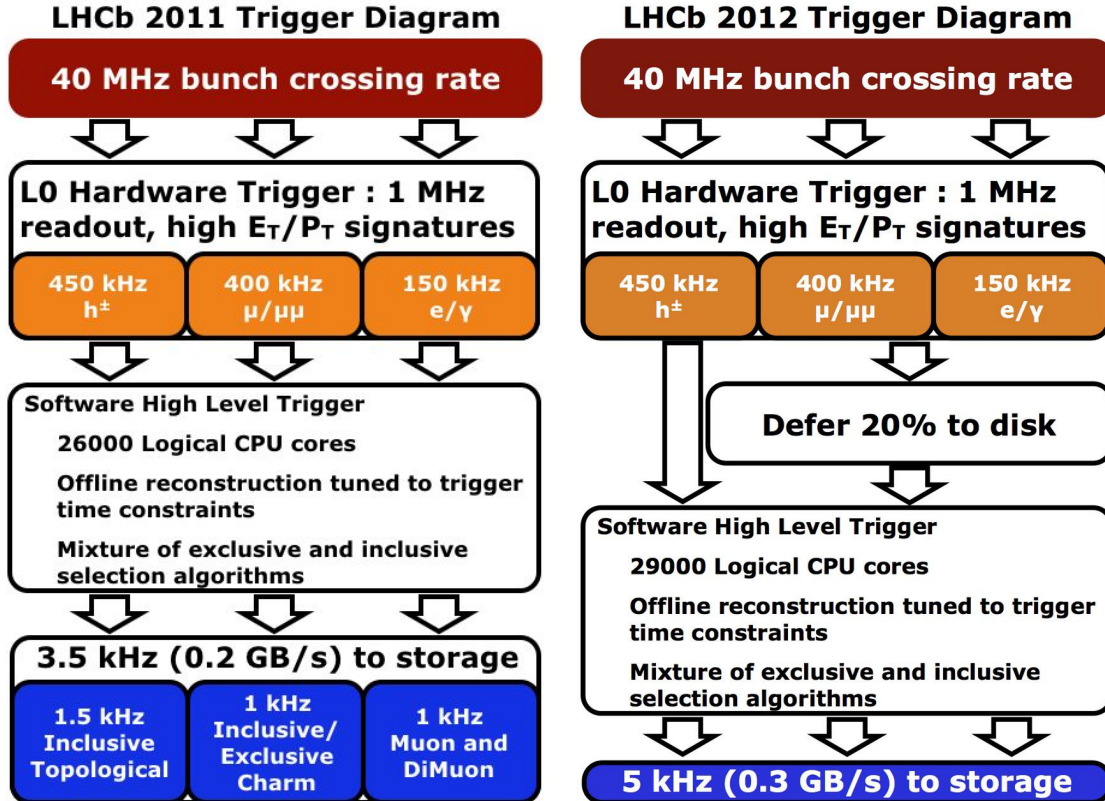 LHCb 2011 Trigger Diagram
40 MHz bunch crossing rate
L0 Hardware Trigger : 1 MHz
readout, high Eᴛ/Pᴛ signatures
450 kHz
h±
400 kHz
μ/μμ
150 kHz
e/γ
Software High Level Trigger
26000 Logical CPU cores
Offline reconstruction tuned to trigger
time constraints
Mixture of exclusive and inclusive
selection algorithms
3.5 kHz (0.2 GB/s) to storage
1.5 kHz
Inclusive
Topological
1 kHz
Inclusive/
Exclusive
Charm
1 kHz
Muon and
DiMuon
LHCb 2012 Trigger Diagram
40 MHz bunch crossing rate
L0 Hardware Trigger : 1 MHz
readout, high Eᴛ/Pᴛ signatures
450 kHz
h±
400 kHz
μ/μμ
150 kHz
e/γ
Defer 20% to disk
Software High Level Trigger
29000 Logical CPU cores
Offline reconstruction tuned to trigger
time constraints
Mixture of exclusive and inclusive
selection algorithms
5 kHz (0.3 GB/s) to storage